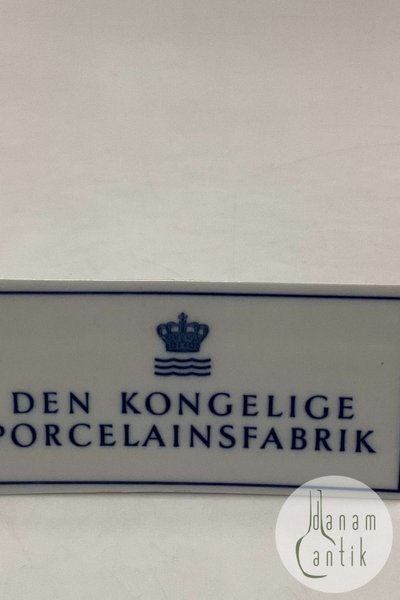 DEN KONGELIGE
PORCELAINSFABRIK
danam
antik